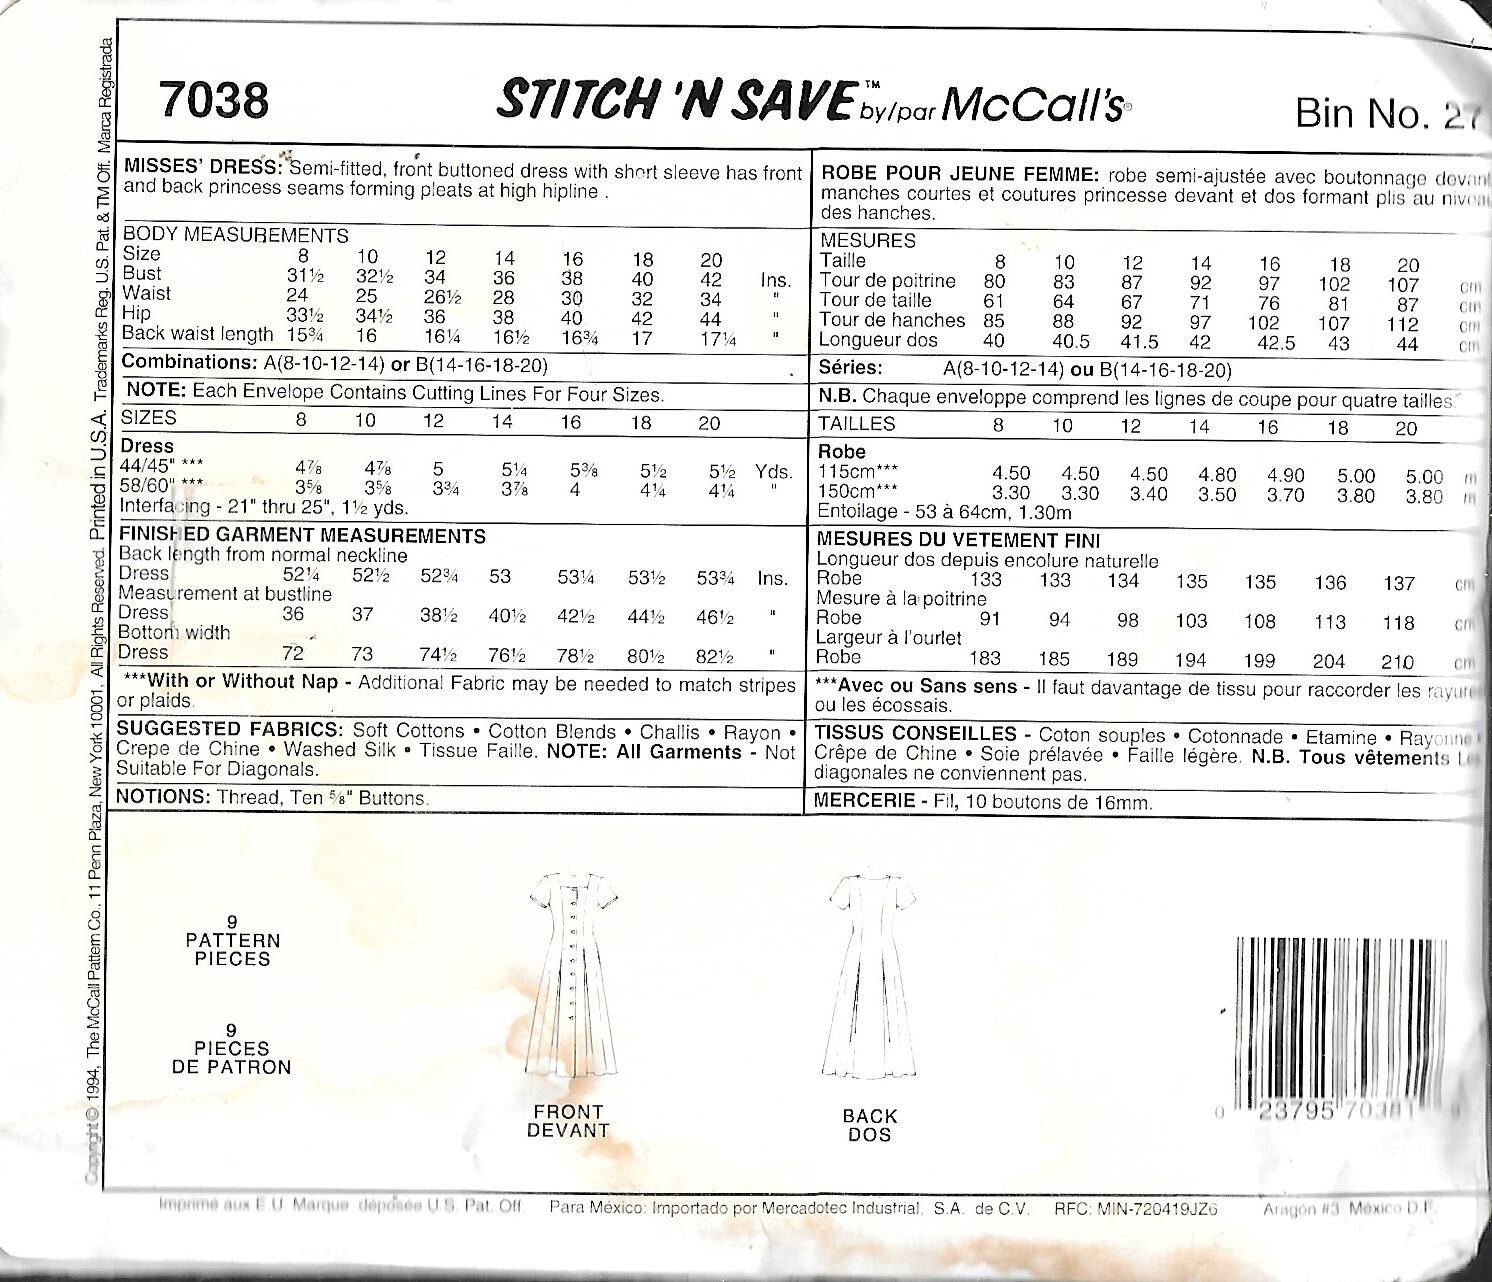 7038
STITCH 'N SAVE™ by/par McCall's®
Bin No. 27
MISSES' DRESS: Semi-fitted, front buttoned dress with short sleeve has front
and back princess seams forming pleats at high hipline .
BODY MEASUREMENTS
Size 8 10 12 14 16 18 20
Bust 31½ 32½ 34 36 38 40 42 Ins.
Waist 24 25 26½ 28 30 32 34 "
Hip 33½ 34½ 36 38 40 42 44 "
Back waist length 15¾ 16 16¼ 16½ 16¾ 17 17¼ "
Combinations: A(8-10-12-14) or B(14-16-18-20)
NOTE: Each Envelope Contains Cutting Lines For Four Sizes.
SIZES 8 10 12 14 16 18 20
Dress
44/45" *** 4⅞ 4⅞ 5 5¼ 5⅜ 5½ 5½ Yds.
58/60" *** 3⅝ 3⅝ 3¾ 3⅞ 4 4¼ 4¼ "
Interfacing - 21" thru 25", 1½ yds.
FINISHED GARMENT MEASUREMENTS
Back length from normal neckline
Dress 52¼ 52½ 52¾ 53 53¼ 53½ 53¾ Ins.
Measurement at bustline
Dress 36 37 38½ 40½ 42½ 44½ 46½ "
Bottom width
Dress 72 73 74½ 76½ 78½ 80½ 82½ "
***With or Without Nap - Additional Fabric may be needed to match stripes
or plaids.
SUGGESTED FABRICS: Soft Cottons • Cotton Blends • Challis • Rayon •
Crepe de Chine • Washed Silk • Tissue Faille. NOTE: All Garments - Not
Suitable For Diagonals.
NOTIONS: Thread, Ten ⅝" Buttons.
ROBE POUR JEUNE FEMME: robe semi-ajustée avec boutonnage devant
manches courtes et coutures princesse devant et dos formant plis au niveau
des hanches.
MESURES
Taille 8 10 12 14 16 18 20
Tour de poitrine 80 83 87 92 97 102 107 cm
Tour de taille 61 64 67 71 76 81 87 cm
Tour de hanches 85 88 92 97 102 107 112 cm
Longueur dos 40 40.5 41.5 42 42.5 43 44 cm
Séries: A(8-10-12-14) ou B(14-16-18-20)
N.B. Chaque enveloppe comprend les lignes de coupe pour quatre tailles.
TAILLES 8 10 12 14 16 18 20
Robe
115cm*** 4.50 4.50 4.50 4.80 4.90 5.00 5.00 m
150cm*** 3.30 3.30 3.40 3.50 3.70 3.80 3.80 m
Entoilage - 53 à 64cm, 1.30m
MESURES DU VETEMENT FINI
Longueur dos depuis encolure naturelle
Robe 133 133 134 135 135 136 137 cm
Mesure à la poitrine
Robe 91 94 98 103 108 113 118 cm
Largeur à l'ourlet
Robe 183 185 189 194 199 204 210 cm
***Avec ou Sans sens - Il faut davantage de tissu pour raccorder les rayures
ou les écossais.
TISSUS CONSEILLES - Coton souples • Cotonnade • Etamine • Rayonne •
Crêpe de Chine • Soie prélavée • Faille légère. N.B. Tous vêtements Les
diagonales ne conviennent pas.
MERCERIE - Fil, 10 boutons de 16mm.
9
PATTERN
PIECES
9
PIECES
DE PATRON
FRONT
DEVANT
BACK
DOS
0 23795 70381
Imprimé aux E.U. Marque déposée U.S. Pat. Off. Para México: Importado por Mercadotec Industrial, S.A. de C.V. RFC: MIN-720419JZ6 Aragón #3 México D.F.
Copyright © 1994, The McCall Pattern Co., 11 Penn Plaza, New York 10001, All Rights Reserved. Printed in U.S.A. Trademarks Reg. U.S. Pat. & TM Off. Marca Registrada